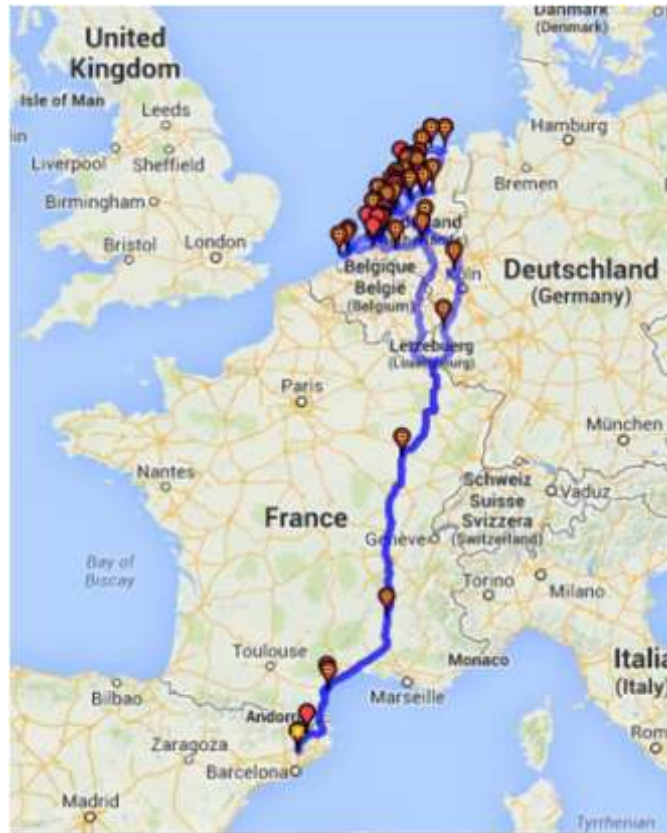 Danmark
(Denmark)
United
Kingdom
Isle of Man
Leeds
Hamburg
Liverpool
Sheffield
Bremen
Birmingham
Bristol
London
Köln
Belgique
België
(Belgium)
Deutschland
(Germany)
Paris
München
Nantes
Schweiz
Suisse
Svizzera
(Switzerland)
Vaduz
France
Genève
Bay of
Biscay
Torino
Milano
Toulouse
Monaco
Italia
(Italy)
Marseille
Bilbao
Zaragoza
Barcelona
Madrid
Tyrrhenian